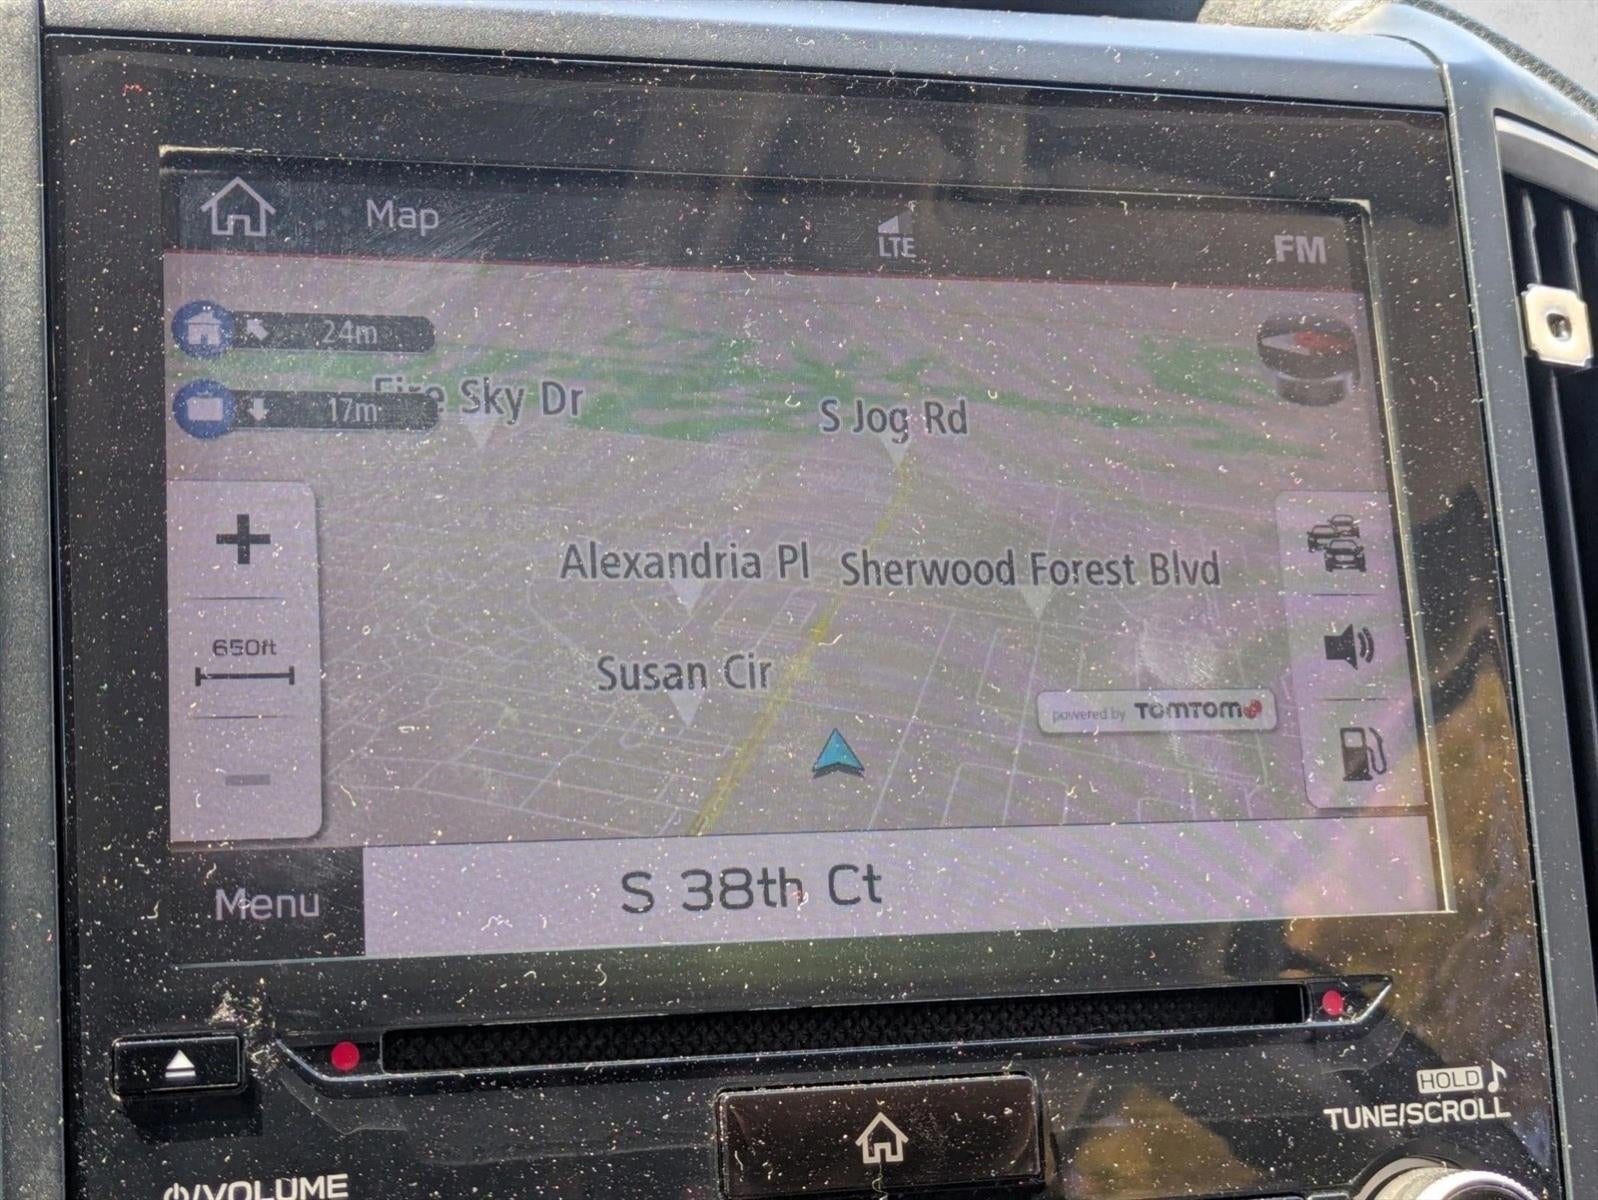 Map
LTE
FM
24m
17m
Fire Sky Dr
S Jog Rd
Alexandria Pl
Sherwood Forest Blvd
650ft
Susan Cir
powered by TOMTOM
Menu
S 38th Ct
HOLD
TUNE/SCROLL
/VOLUME